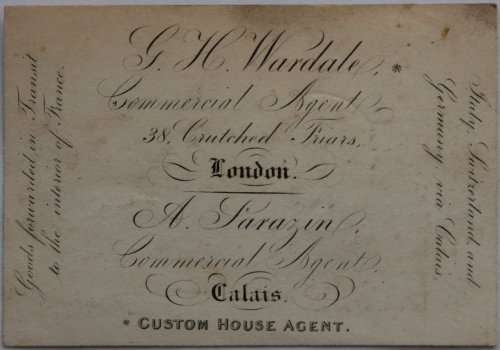 G. H. Wardale, *
Commercial Agent
38, Crutched Friars,
London.
A. Sarazin,
Commercial Agent,
Calais.
* CUSTOM HOUSE AGENT.
Goods forwarded in Transit
to the interior of France.
Italy, Switzerland, and
Germany, via Calais.